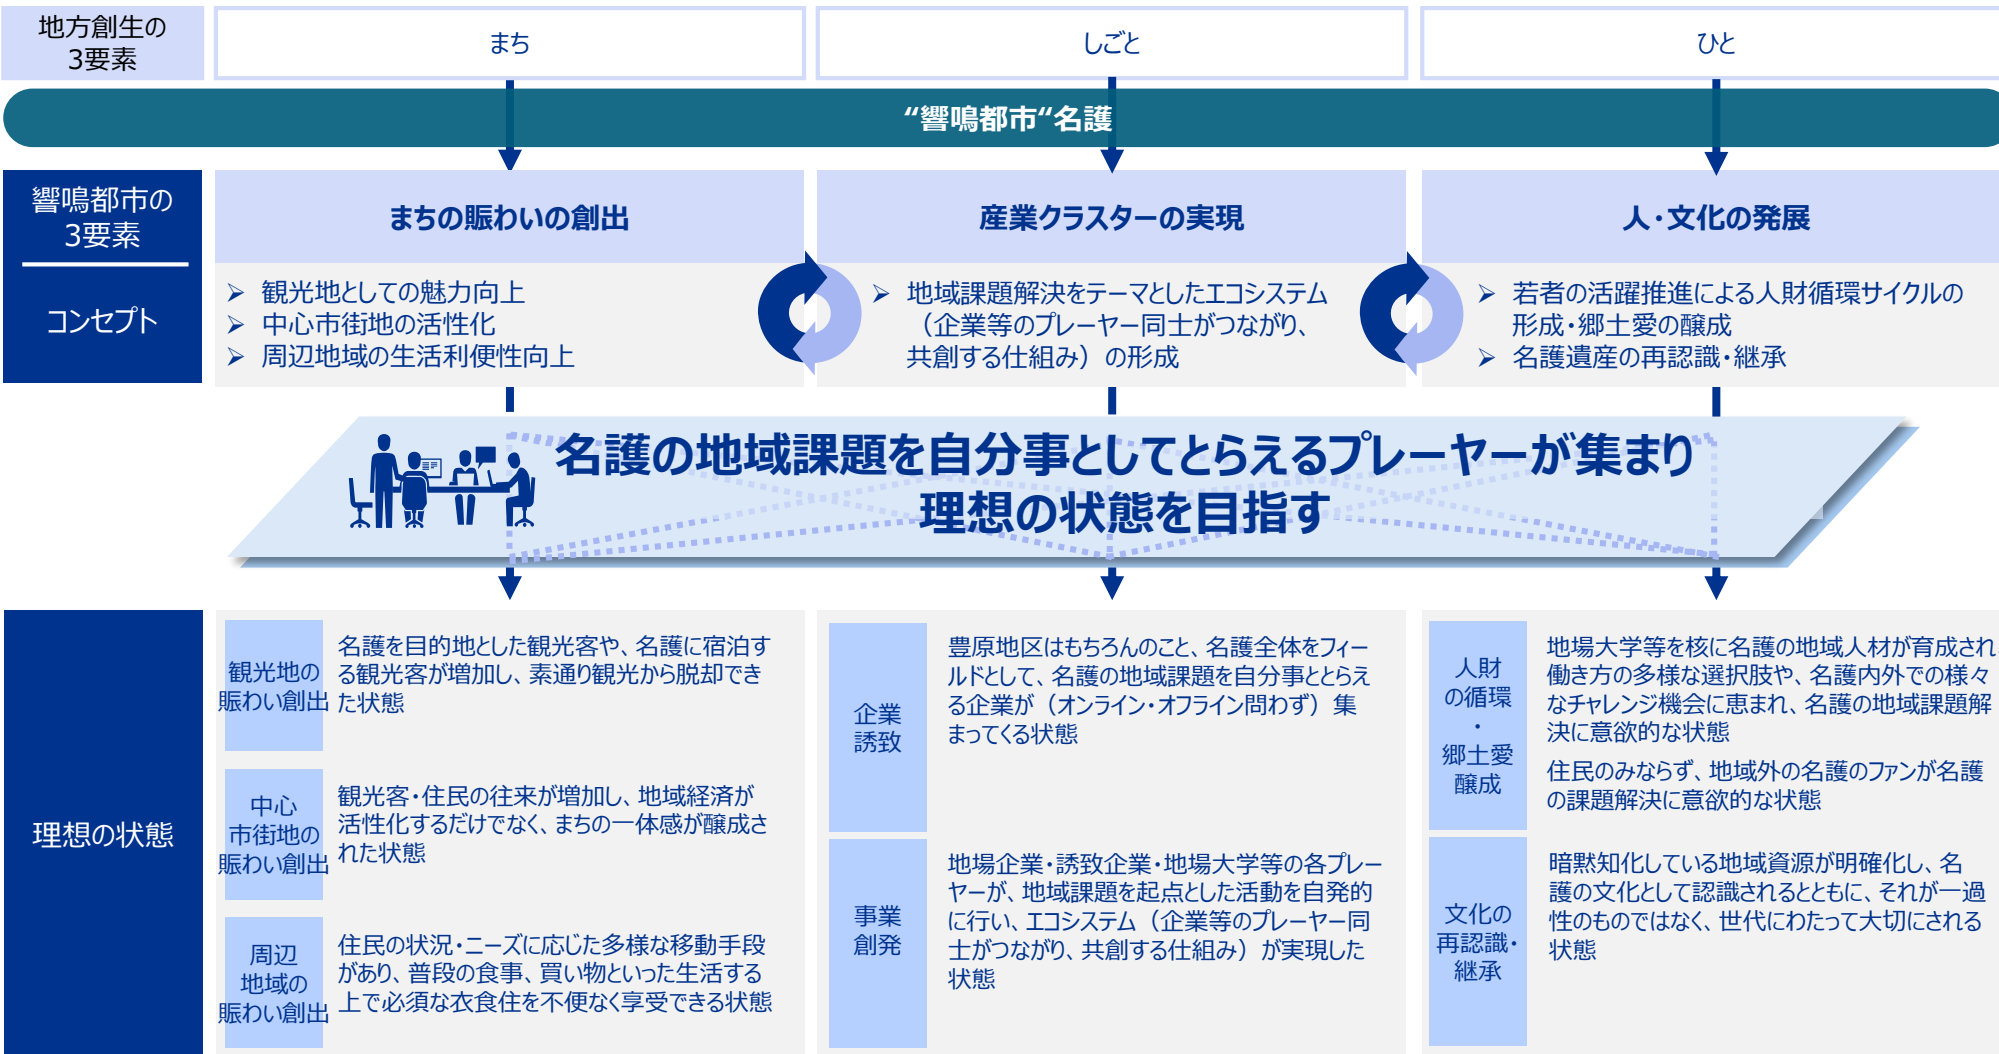 地方創生の
3要素
まち
しごと
ひと
“響鳴都市“名護
響鳴都市の
3要素
コンセプト
まちの賑わいの創出
➢ 観光地としての魅力向上
➢ 中心市街地の活性化
➢ 周辺地域の生活利便性向上
産業クラスターの実現
➢ 地域課題解決をテーマとしたエコシステム
（企業等のプレーヤー同士がつながり、
共創する仕組み）の形成
人・文化の発展
➢ 若者の活躍推進による人財循環サイクルの
形成・郷土愛の醸成
➢ 名護遺産の再認識・継承
名護の地域課題を自分事としてとらえるプレーヤーが集まり
理想の状態を目指す
理想の状態
観光地の
賑わい創出
名護を目的地とした観光客や、名護に宿泊す
る観光客が増加し、素通り観光から脱却でき
た状態
中心
市街地の
賑わい創出
観光客・住民の往来が増加し、地域経済が
活性化するだけでなく、まちの一体感が醸成さ
れた状態
周辺
地域の
賑わい創出
住民の状況・ニーズに応じた多様な移動手段
があり、普段の食事、買い物といった生活する
上で必須な衣食住を不便なく享受できる状態
企業
誘致
豊原地区はもちろんのこと、名護全体をフィー
ルドとして、名護の地域課題を自分事ととらえ
る企業が（オンライン・オフライン問わず）集
まってくる状態
事業
創発
地場企業・誘致企業・地場大学等の各プレー
ヤーが、地域課題を起点とした活動を自発的
に行い、エコシステム（企業等のプレーヤー同
士がつながり、共創する仕組み）が実現した
状態
人財
の循環
・
郷土愛
醸成
地場大学等を核に名護の地域人材が育成され
働き方の多様な選択肢や、名護内外での様々
なチャレンジ機会に恵まれ、名護の地域課題解
決に意欲的な状態
住民のみならず、地域外の名護のファンが名護
の課題解決に意欲的な状態
文化の
再認識・
継承
暗黙知化している地域資源が明確化し、名
護の文化として認識されるとともに、それが一過
性のものではなく、世代にわたって大切にされる
状態